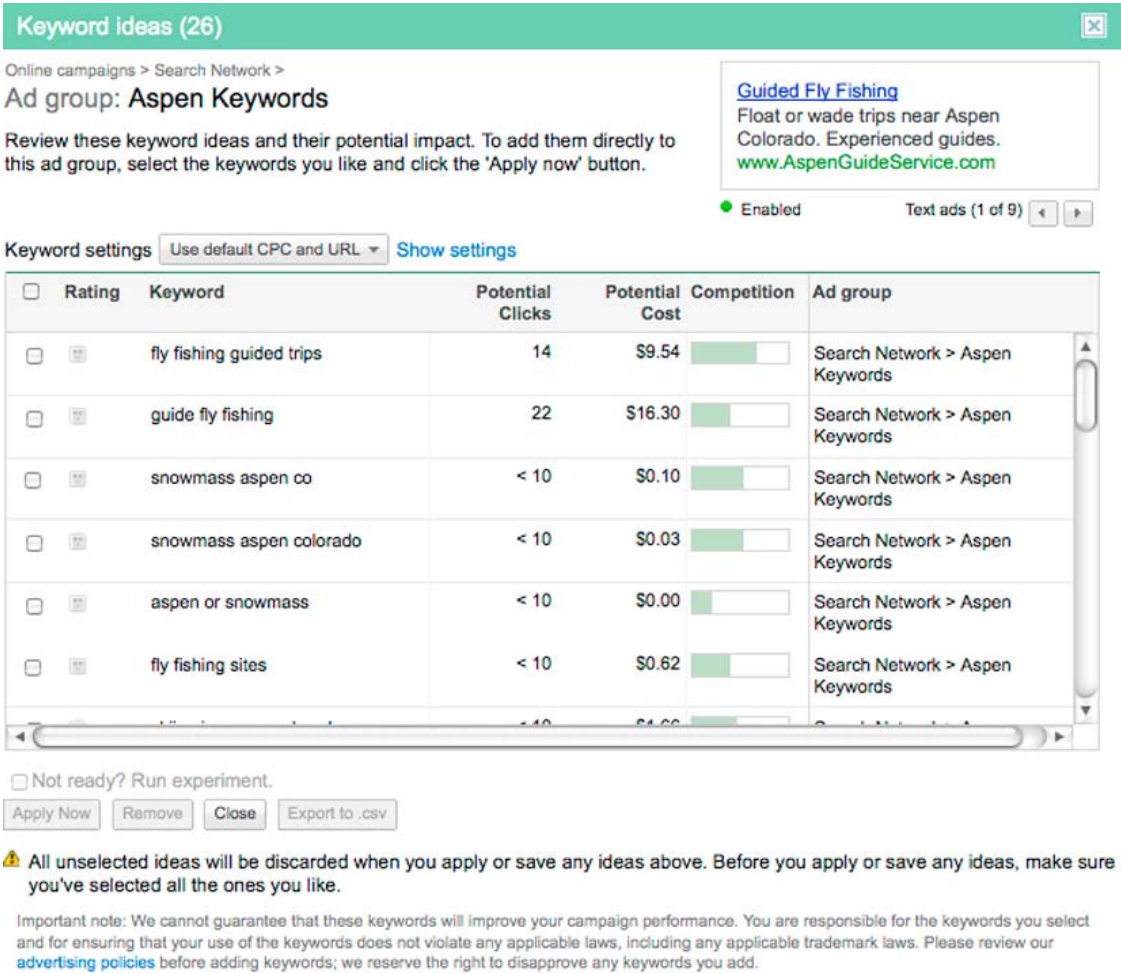 Keyword ideas (26)
Online campaigns > Search Network >
Ad group: Aspen Keywords
Review these keyword ideas and their potential impact. To add them directly to
this ad group, select the keywords you like and click the 'Apply now' button.
Guided Fly Fishing
Float or wade trips near Aspen
Colorado. Experienced guides.
www.AspenGuideService.com
Enabled Text ads (1 of 9)
Keyword settings Use default CPC and URL Show settings
Rating Keyword Potential Clicks Potential Cost Competition Ad group
fly fishing guided trips 14 $9.54 Search Network > Aspen
Keywords
guide fly fishing 22 $16.30 Search Network > Aspen
Keywords
snowmass aspen co < 10 $0.10 Search Network > Aspen
Keywords
snowmass aspen colorado < 10 $0.03 Search Network > Aspen
Keywords
aspen or snowmass < 10 $0.00 Search Network > Aspen
Keywords
fly fishing sites < 10 $0.62 Search Network > Aspen
Keywords
Not ready? Run experiment.
Apply Now Remove Close Export to .csv
All unselected ideas will be discarded when you apply or save any ideas above. Before you apply or save any ideas, make sure
you've selected all the ones you like.
Important note: We cannot guarantee that these keywords will improve your campaign performance. You are responsible for the keywords you select
and for ensuring that your use of the keywords does not violate any applicable laws, including any applicable trademark laws. Please review our
advertising policies before adding keywords; we reserve the right to disapprove any keywords you add.